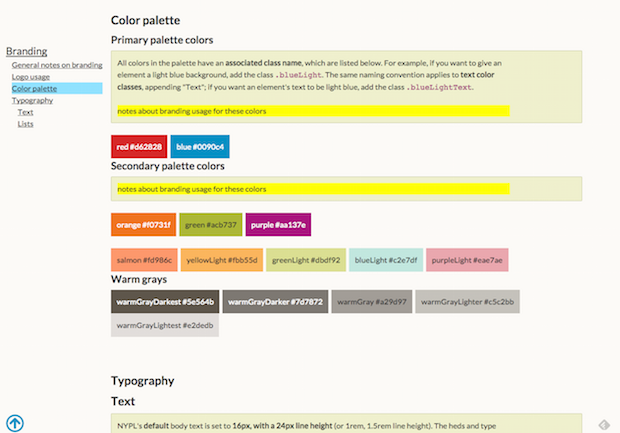 Branding
General notes on branding
Logo usage
Color palette
Typography
Text
Lists
Color palette
Primary palette colors
All colors in the palette have an associated class name, which are listed below. For example, if you want to give an
element a light blue background, add the class .blueLight. The same naming convention applies to text color
classes, appending "Text"; if you want an element's text to be light blue, add the class .blueLightText.
notes about branding usage for these colors
red #d62828 blue #0090c4
Secondary palette colors
notes about branding usage for these colors
orange #f0731f green #acb737 purple #aa137e
salmon #fd986c yellowLight #fbb55d greenLight #dbdf92 blueLight #c2e7df purpleLight #eae7ae
Warm grays
warmGrayDarkest #5e564b warmGrayDarker #7d7872 warmGray #a29d97 warmGrayLighter #c5c2bb
warmGrayLightest #e2dedb
Typography
Text
NYPL's default body text is set to 16px, with a 24px line height (or 1rem, 1.5rem line height). The heds and type